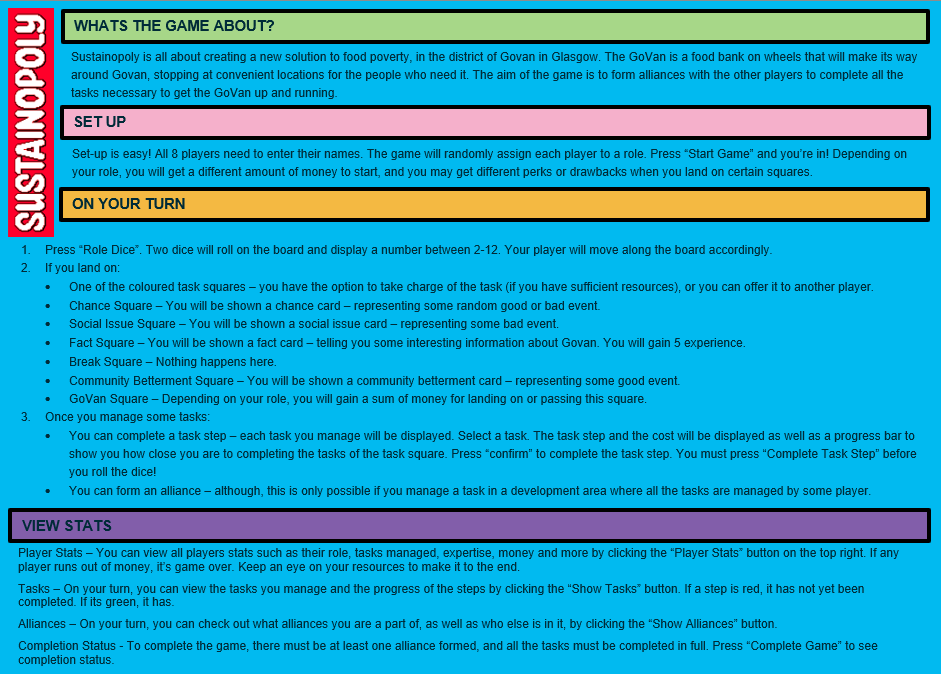 SUSTAINOPOLY
WHATS THE GAME ABOUT?
Sustainopoly is all about creating a new solution to food poverty, in the district of Govan in Glasgow. The GoVan is a food bank on wheels that will make its way
around Govan, stopping at convenient locations for the people who need it. The aim of the game is to form alliances with the other players to complete all the
tasks necessary to get the GoVan up and running.
SET UP
Set-up is easy! All 8 players need to enter their names. The game will randomly assign each player to a role. Press “Start Game” and you’re in! Depending on
your role, you will get a different amount of money to start, and you may get different perks or drawbacks when you land on certain squares.
ON YOUR TURN
1. Press “Role Dice”. Two dice will roll on the board and display a number between 2-12. Your player will move along the board accordingly.
2. If you land on:
• One of the coloured task squares – you have the option to take charge of the task (if you have sufficient resources), or you can offer it to another player.
• Chance Square – You will be shown a chance card – representing some random good or bad event.
• Social Issue Square – You will be shown a social issue card – representing some bad event.
• Fact Square – You will be shown a fact card – telling you some interesting information about Govan. You will gain 5 experience.
• Break Square – Nothing happens here.
• Community Betterment Square – You will be shown a community betterment card – representing some good event.
• GoVan Square – Depending on your role, you will gain a sum of money for landing on or passing this square.
3. Once you manage some tasks:
• You can complete a task step – each task you manage will be displayed. Select a task. The task step and the cost will be displayed as well as a progress bar to
show you how close you are to completing the tasks of the task square. Press “confirm” to complete the task step. You must press “Complete Task Step” before
you roll the dice!
• You can form an alliance – although, this is only possible if you manage a task in a development area where all the tasks are managed by some player.
VIEW STATS
Player Stats – You can view all players stats such as their role, tasks managed, expertise, money and more by clicking the “Player Stats” button on the top right. If any
player runs out of money, it’s game over. Keep an eye on your resources to make it to the end.
Tasks – On your turn, you can view the tasks you manage and the progress of the steps by clicking the “Show Tasks” button. If a step is red, it has not yet been
completed. If its green, it has.
Alliances – On your turn, you can check out what alliances you are a part of, as well as who else is in it, by clicking the “Show Alliances” button.
Completion Status - To complete the game, there must be at least one alliance formed, and all the tasks must be completed in full. Press “Complete Game” to see
completion status.